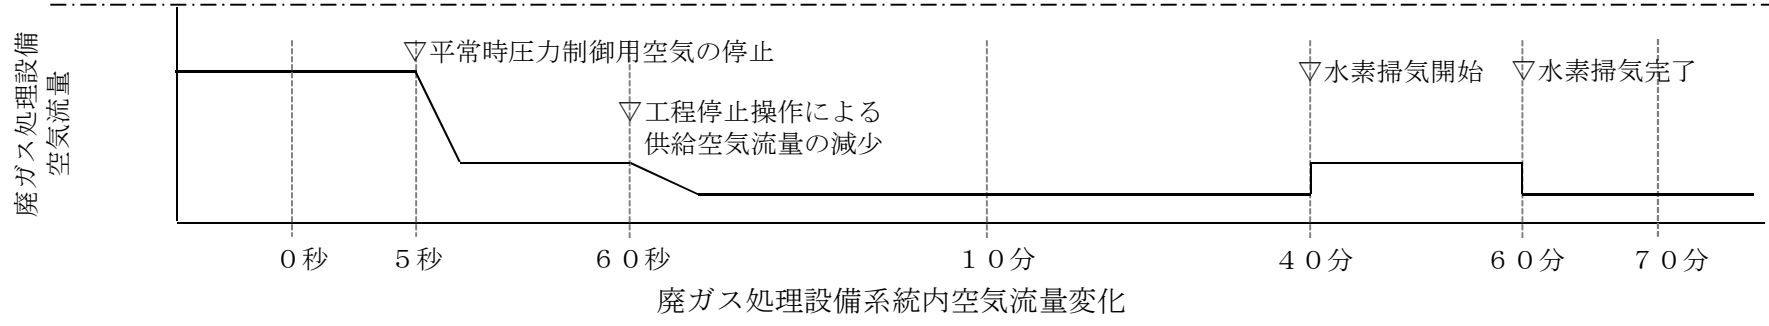 廃ガス処理設備
空気流量
▽平常時圧力制御用空気の停止
▽工程停止操作による
供給空気流量の減少
▽水素掃気開始
▽水素掃気完了
０秒
５秒
６０秒
１０分
４０分
６０分
７０分
廃ガス処理設備系統内空気流量変化